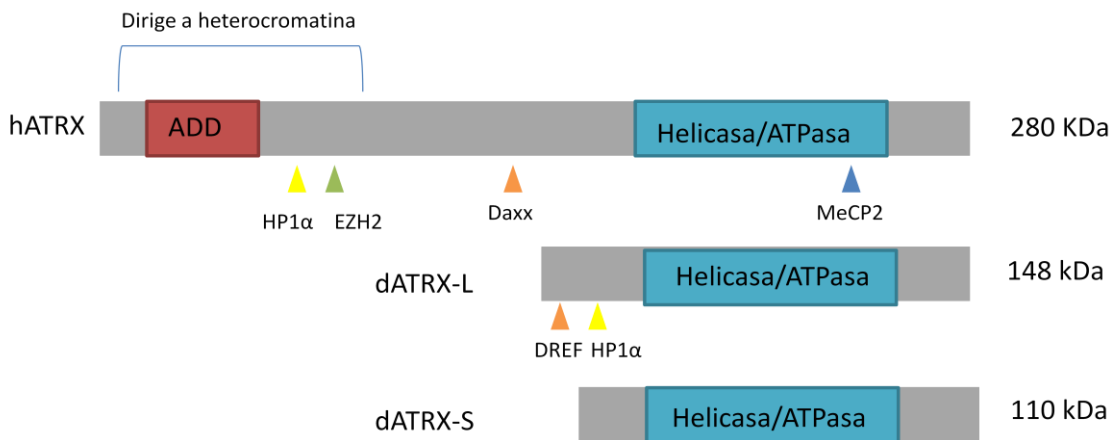 Dirige a heterocromatina
hATRX
ADD
Helicasa/ATPasa
280 KDa
HP1α
EZH2
Daxx
MeCP2
dATRX-L
Helicasa/ATPasa
148 kDa
DREF
HP1α
dATRX-S
Helicasa/ATPasa
110 kDa